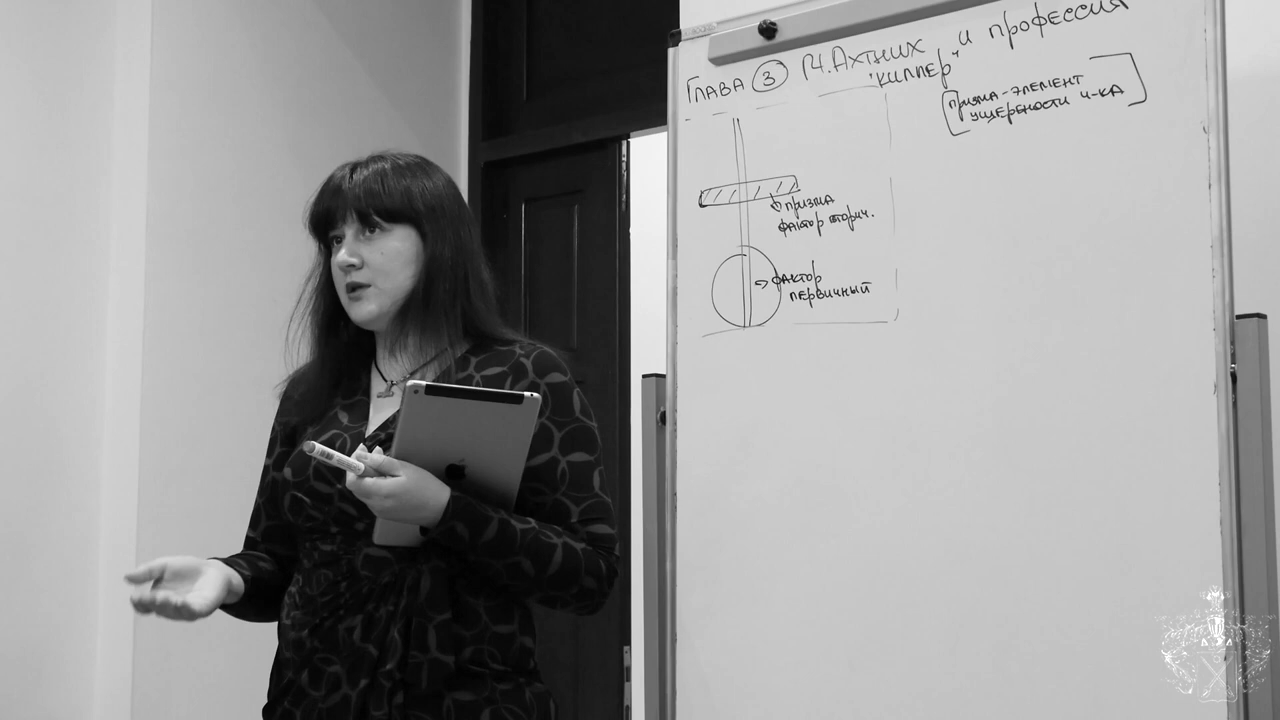 Глава ③ Г.Ахтних и профессия
"киллер"
[призма-элемент
ущербности ч-ка]
призма
фактор вторич.
фактор
первичный